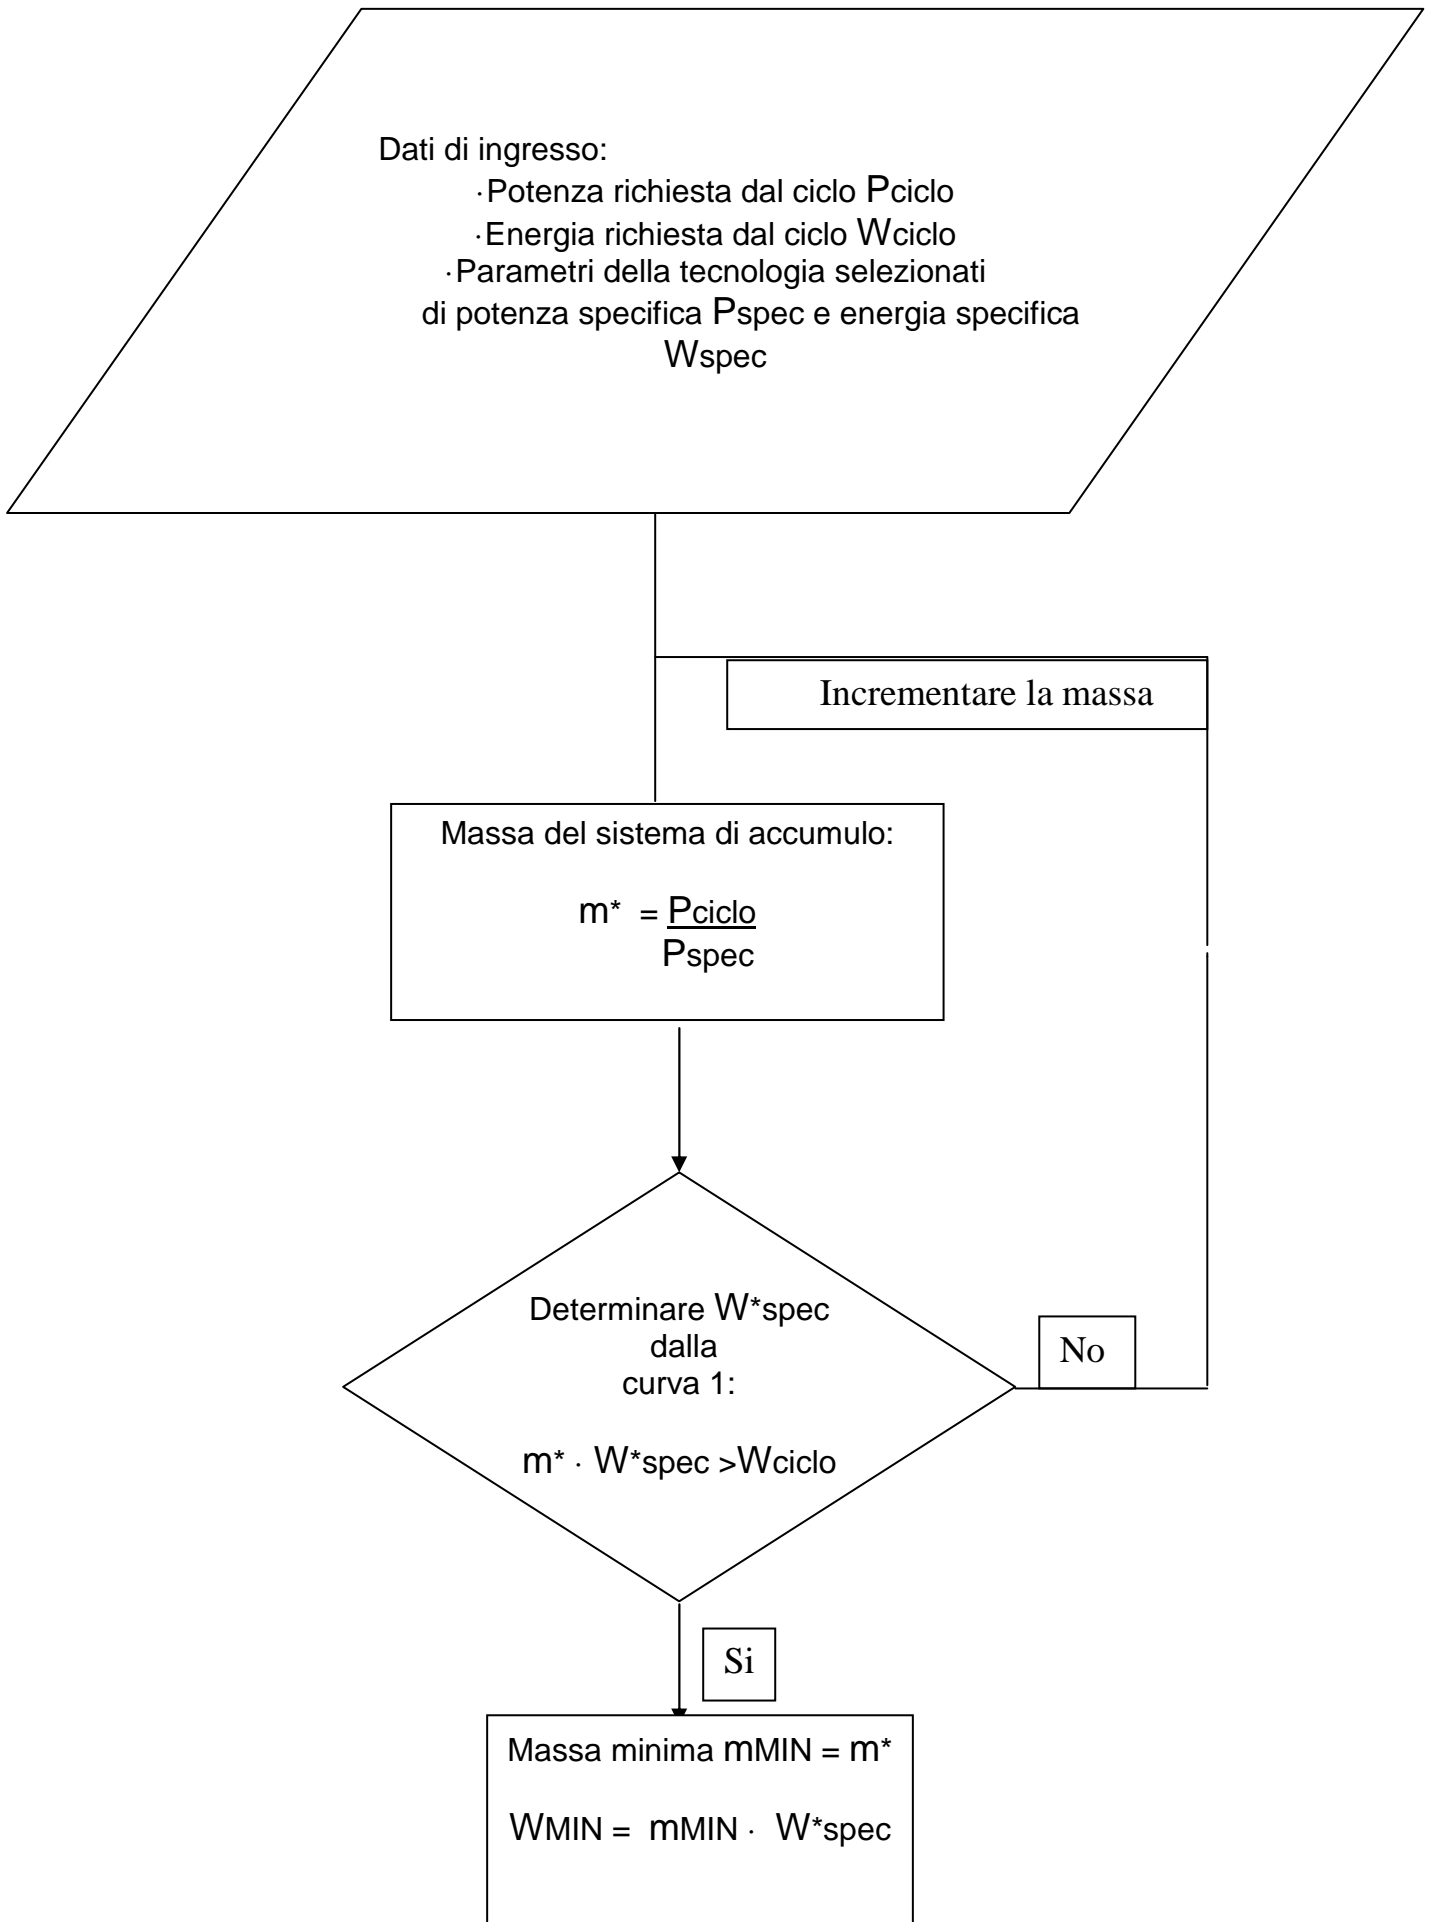 Dati di ingresso:
·Potenza richiesta dal ciclo Pciclo
·Energia richiesta dal ciclo Wciclo
·Parametri della tecnologia selezionati
di potenza specifica Pspec e energia specifica
Wspec
Incrementare la massa
Massa del sistema di accumulo:
m* = Pciclo
Pspec
Determinare W*spec
dalla
curva 1:
No
m* · W*spec >Wciclo
Si
Massa minima mMIN = m*
WMIN = mMIN · W*spec